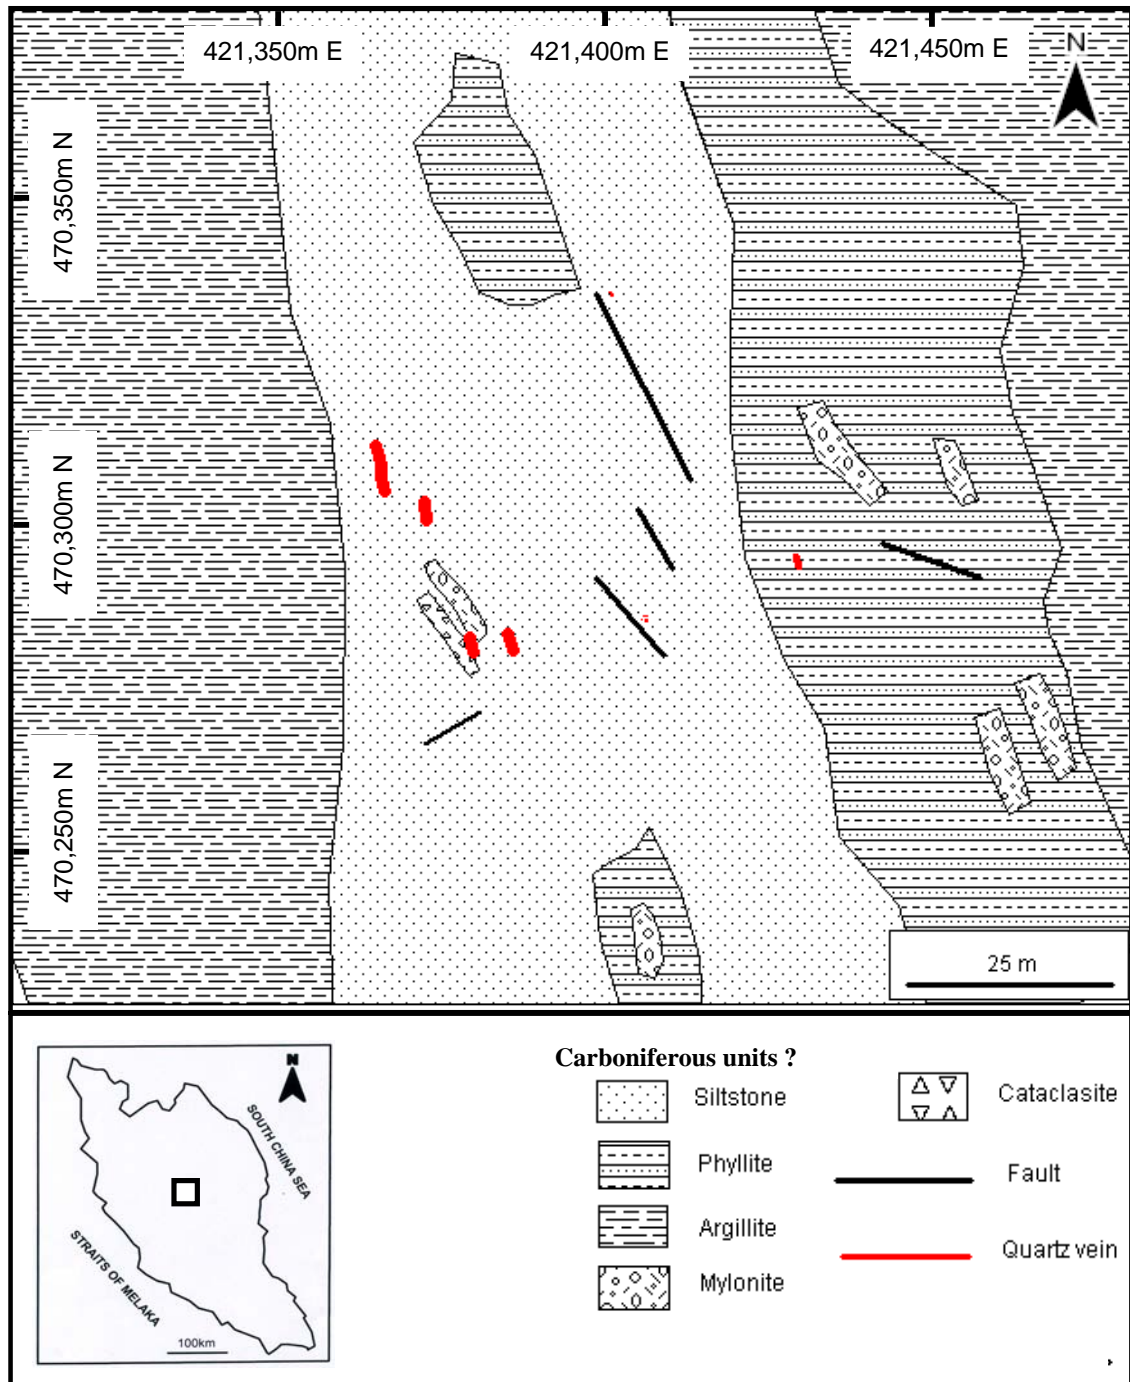 421,350m E
421,400m E
421,450m E
N
470,350m N
470,300m N
470,250m N
25 m
N
SOUTH CHINA SEA
STRAITS OF MELAKA
100km
Carboniferous units ?
Siltstone
Phyllite
Argillite
Mylonite
Cataclasite
Fault
Quartz vein